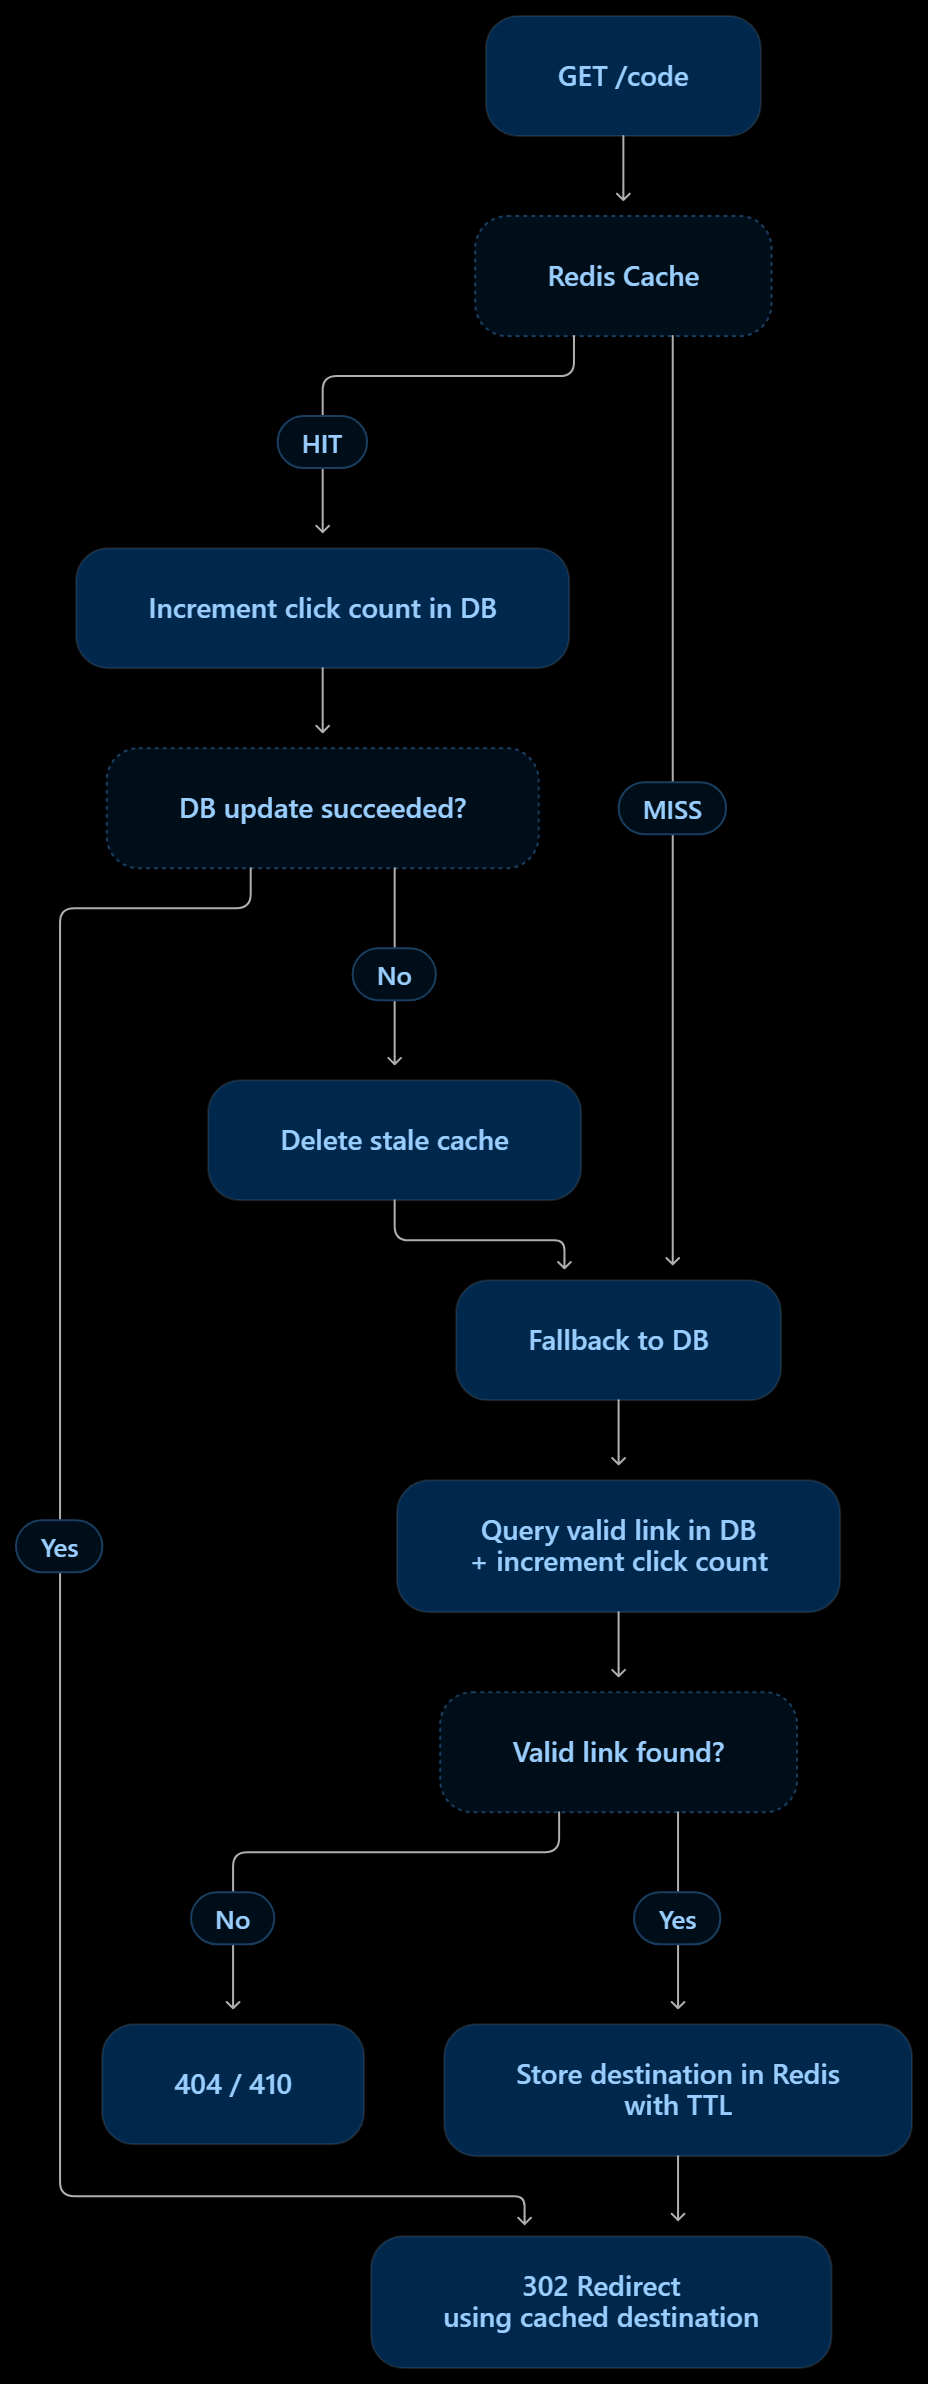 GET /code
Redis Cache
HIT
Increment click count in DB
DB update succeeded?
MISS
No
Delete stale cache
Fallback to DB
Query valid link in DB
+ increment click count
Yes
Valid link found?
No
Yes
404 / 410
Store destination in Redis
with TTL
302 Redirect
using cached destination